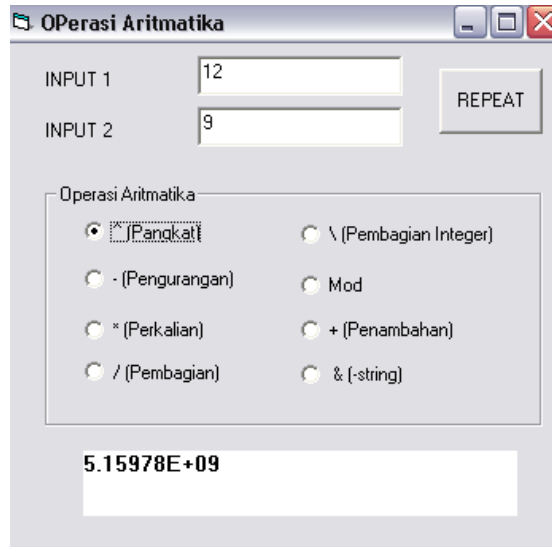 OPerasi Aritmatika
INPUT 1
12
INPUT 2
9
REPEAT
Operasi Aritmatika
^ (Pangkat)
\ (Pembagian Integer)
- (Pengurangan)
Mod
* (Perkalian)
+ (Penambahan)
/ (Pembagian)
& (-string)
5.15978E+09